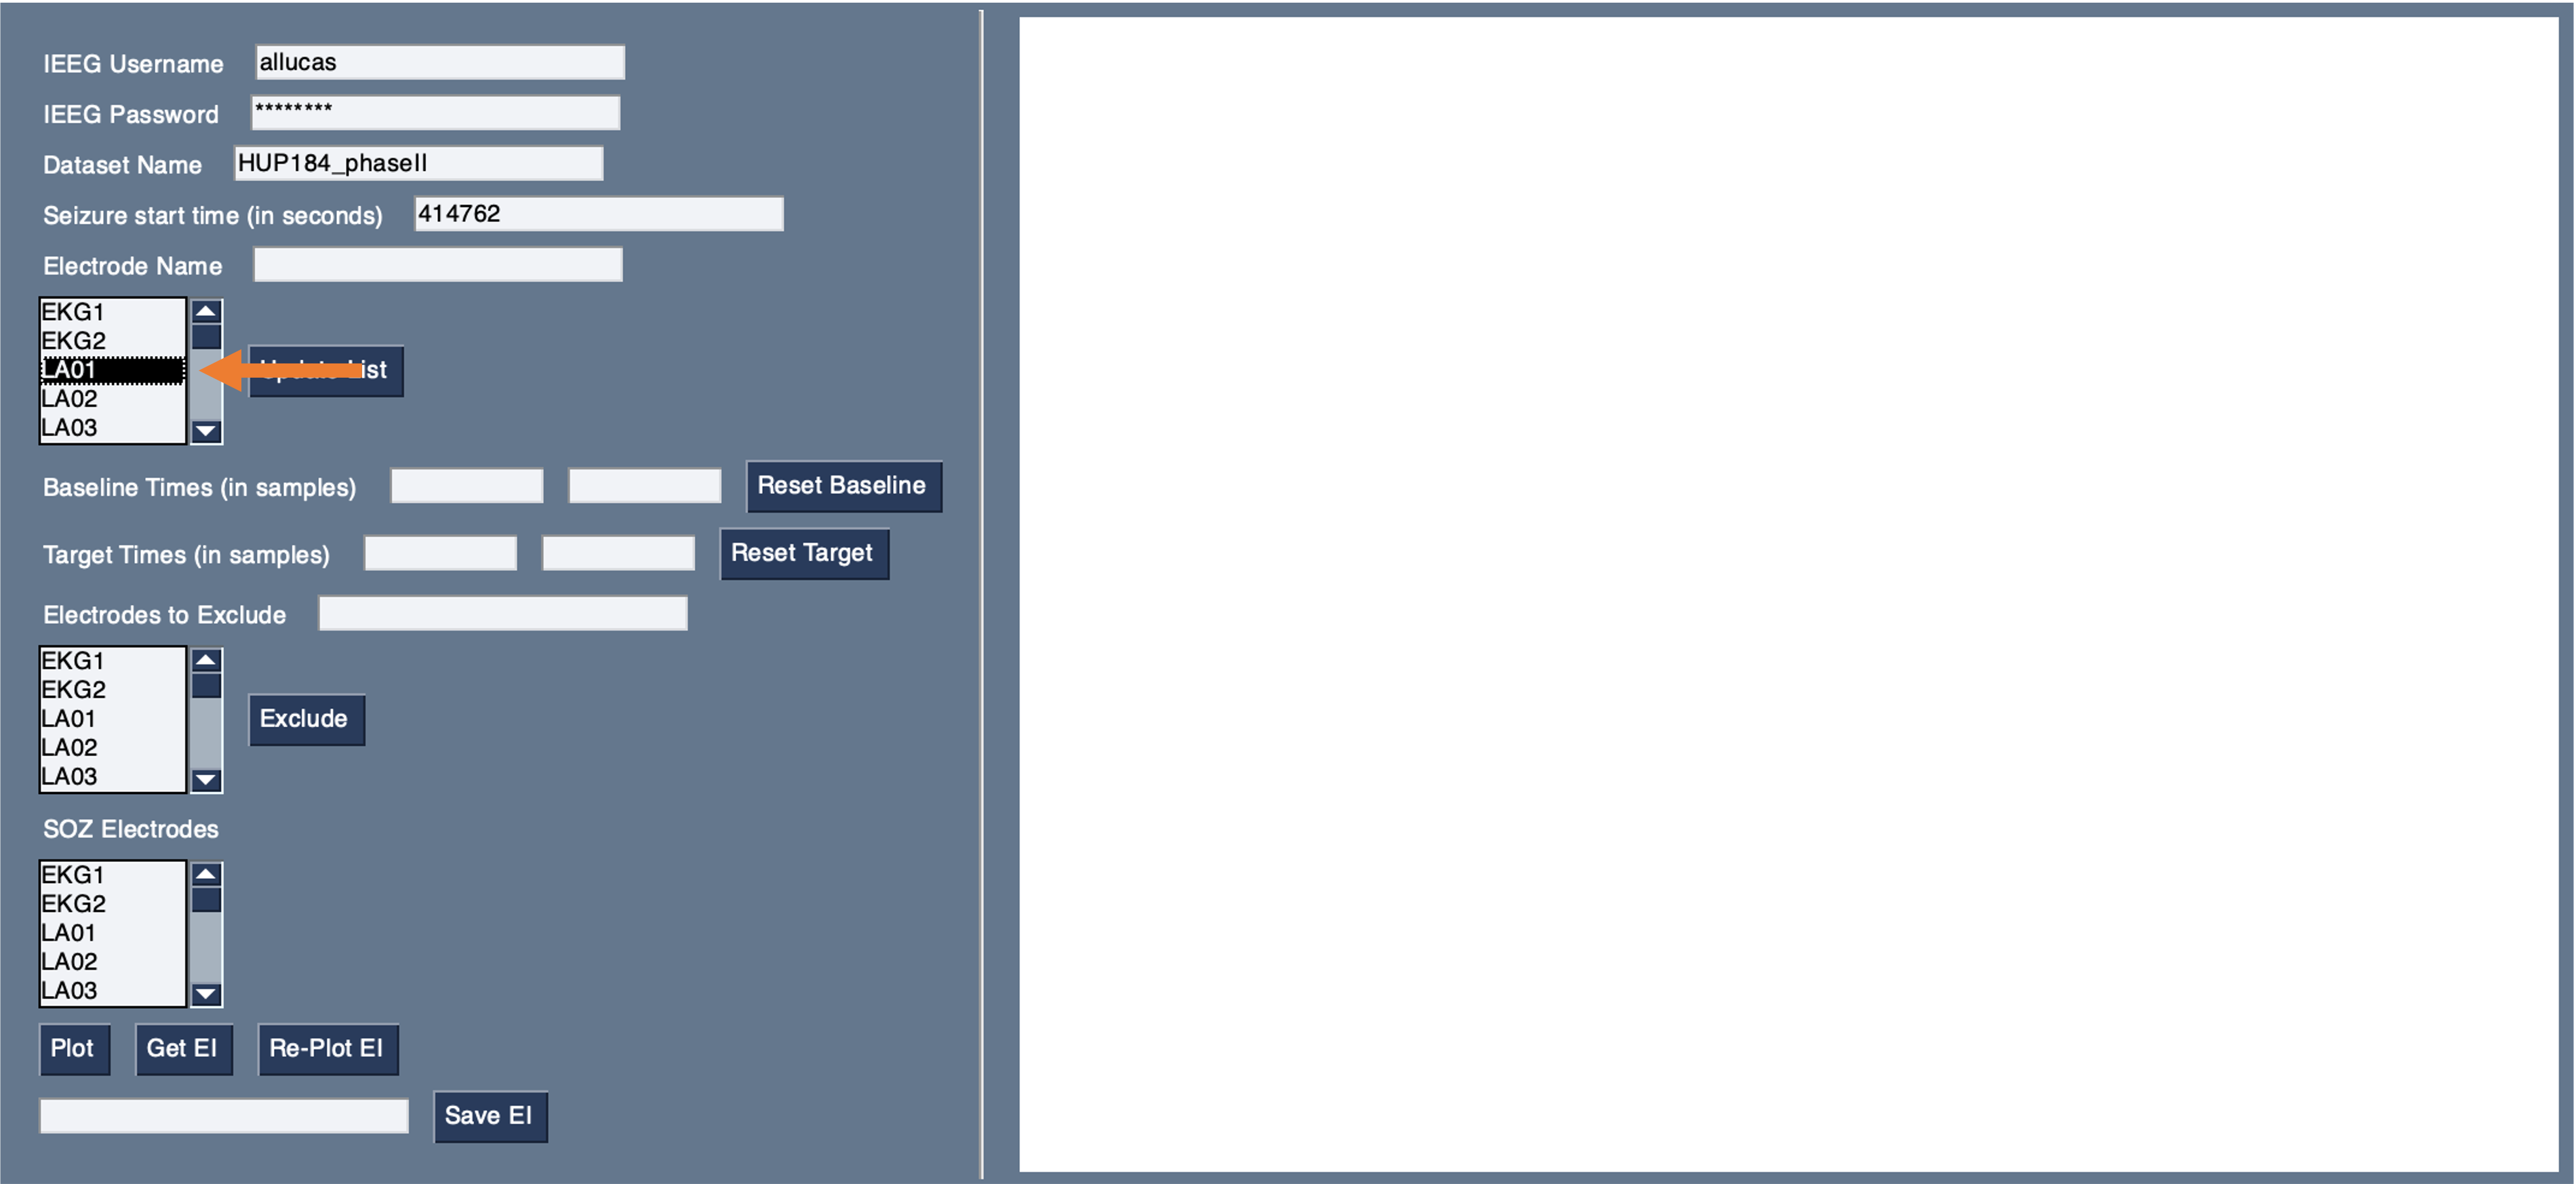 IEEG Username allucas
IEEG Password ********
Dataset Name HUP184_phaseII
Seizure start time (in seconds) 414762
Electrode Name
EKG1
EKG2
LA01
LA02
LA03
Update List
Baseline Times (in samples) Reset Baseline
Target Times (in samples) Reset Target
Electrodes to Exclude
EKG1
EKG2
LA01
LA02
LA03
Exclude
SOZ Electrodes
EKG1
EKG2
LA01
LA02
LA03
Plot Get EI Re-Plot EI
Save EI